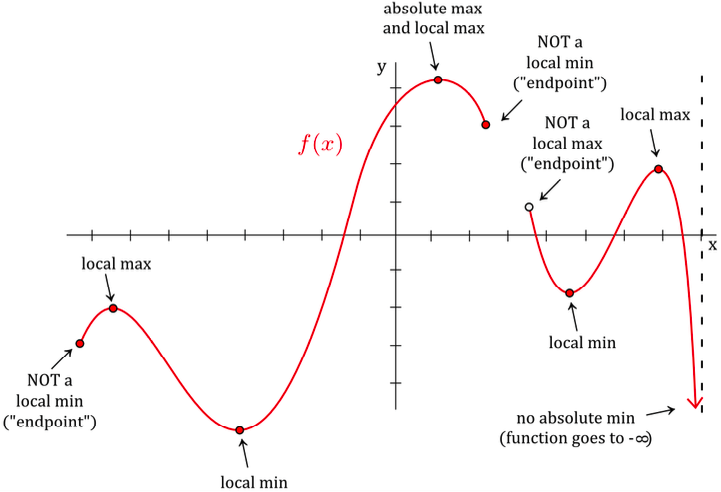 absolute max
and local max
NOT a
local min
("endpoint")
y
NOT a
local max
("endpoint")
local max
f(x)
x
local max
local min
NOT a
local min
("endpoint")
no absolute min
(function goes to -∞)
local min